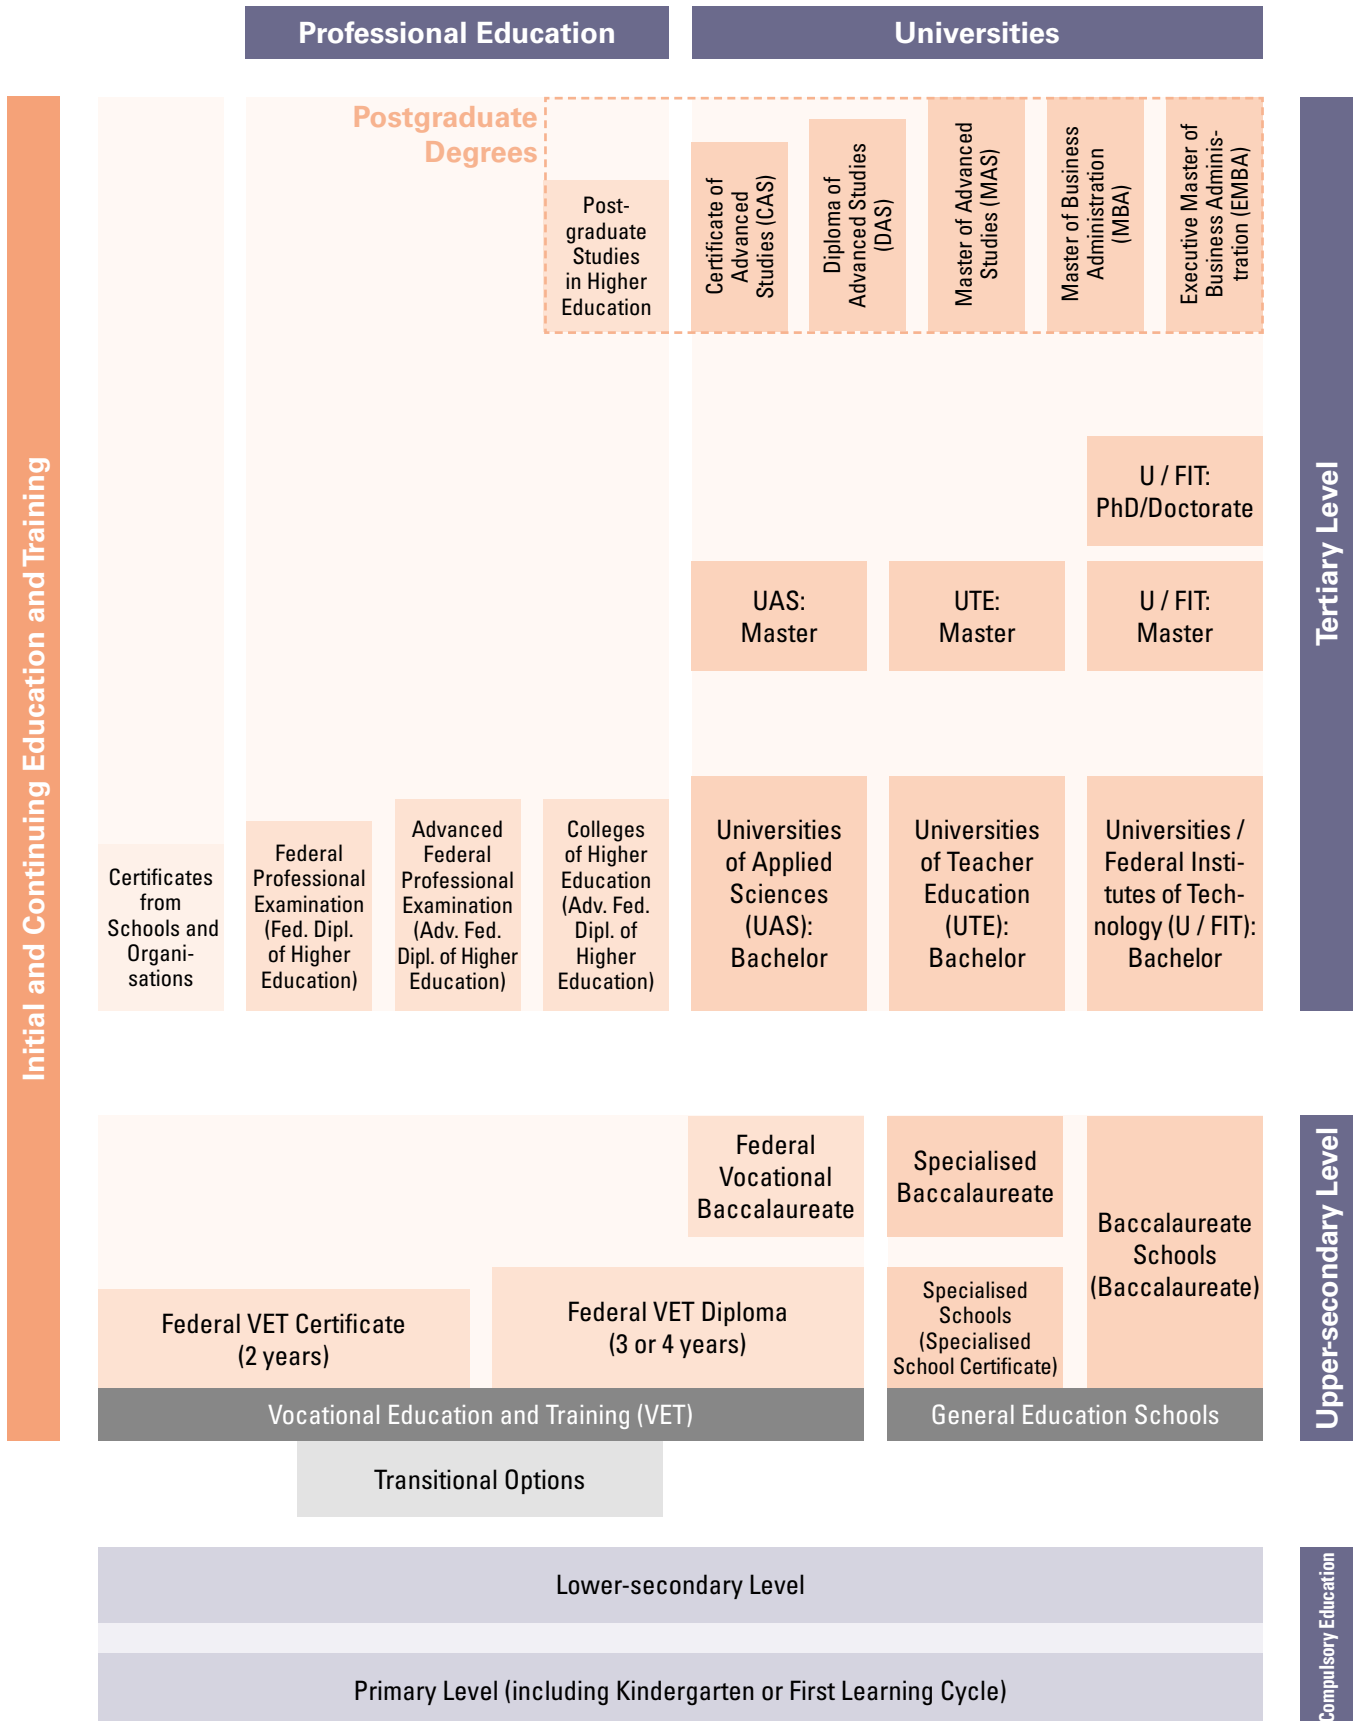 Professional Education
Universities
Initial and Continuing Education and Training
Postgraduate
Degrees
Post-
graduate
Studies
in Higher
Education
Certificate of
Advanced
Studies (CAS)
Diploma of
Advanced Studies
(DAS)
Master of Advanced
Studies (MAS)
Master of Business
Administration
(MBA)
Executive Master of
Business Adminis-
tration (EMBA)
Tertiary Level
U / FIT:
PhD/Doctorate
UAS:
Master
UTE:
Master
U / FIT:
Master
Certificates
from
Schools and
Organi-
sations
Federal
Professional
Examination
(Fed. Dipl.
of Higher
Education)
Advanced
Federal
Professional
Examination
(Adv. Fed.
Dipl. of Higher
Education)
Colleges
of Higher
Education
(Adv. Fed.
Dipl. of
Higher
Education)
Universities
of Applied
Sciences
(UAS):
Bachelor
Universities
of Teacher
Education
(UTE):
Bachelor
Universities /
Federal Insti-
tutes of Tech-
nology (U / FIT):
Bachelor
Federal
Vocational
Baccalaureate
Specialised
Baccalaureate
Baccalaureate
Schools
(Baccalaureate)
Upper-secondary Level
Federal VET Certificate
(2 years)
Federal VET Diploma
(3 or 4 years)
Specialised
Schools
(Specialised
School Certificate)
Vocational Education and Training (VET)
General Education Schools
Transitional Options
Lower-secondary Level
Compulsory Education
Primary Level (including Kindergarten or First Learning Cycle)